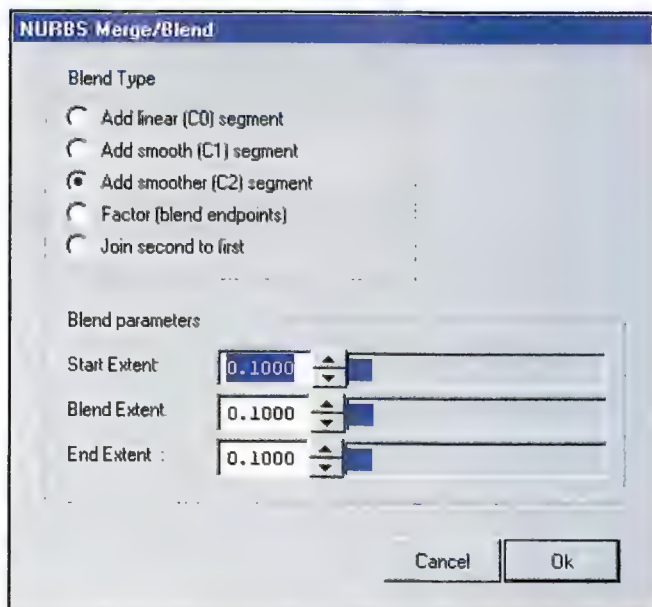 NURBS Merge/Blend
Blend Type
Add linear (C0) segment
Add smooth (C1) segment
Add smoother (C2) segment
Factor (blend endpoints)
Join second to first
Blend parameters
Start Extent 0.1000
Blend Extent 0.1000
End Extent : 0.1000
Cancel Ok